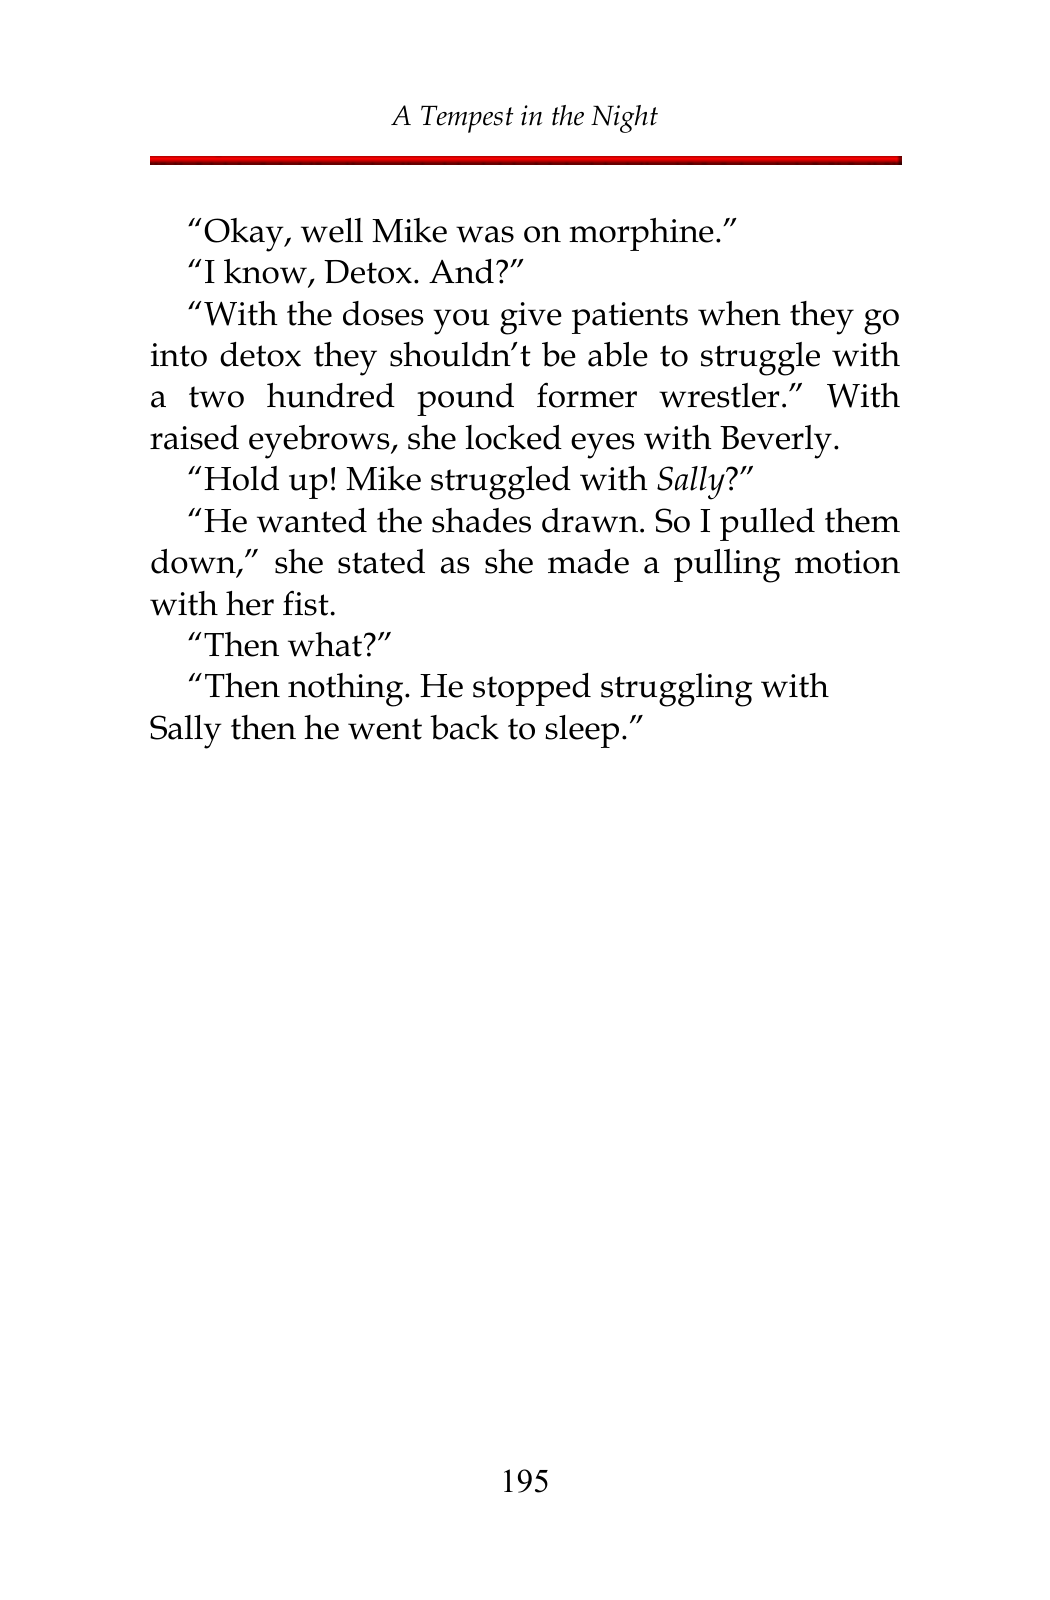 A Tempest in the Night
“Okay, well Mike was on morphine.”
“I know, Detox. And?”
“With the doses you give patients when they go
into detox they shouldn’t be able to struggle with
a two hundred pound former wrestler.” With
raised eyebrows, she locked eyes with Beverly.
“Hold up! Mike struggled with Sally?”
“He wanted the shades drawn. So I pulled them
down,” she stated as she made a pulling motion
with her fist.
“Then what?”
“Then nothing. He stopped struggling with
Sally then he went back to sleep.”
195